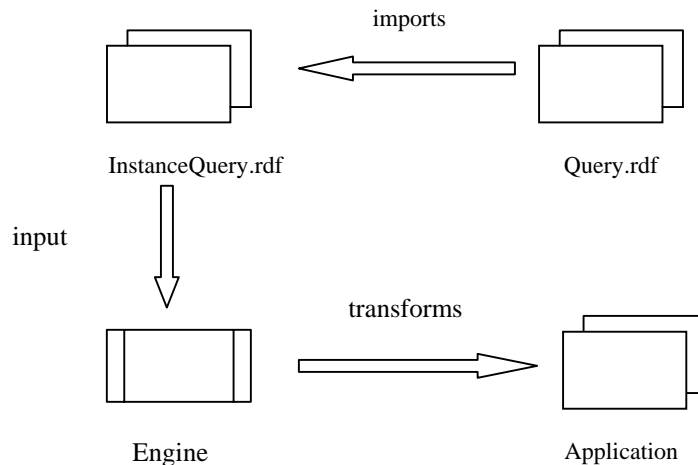 imports
InstanceQuery.rdf
Query.rdf
input
transforms
Engine
Application